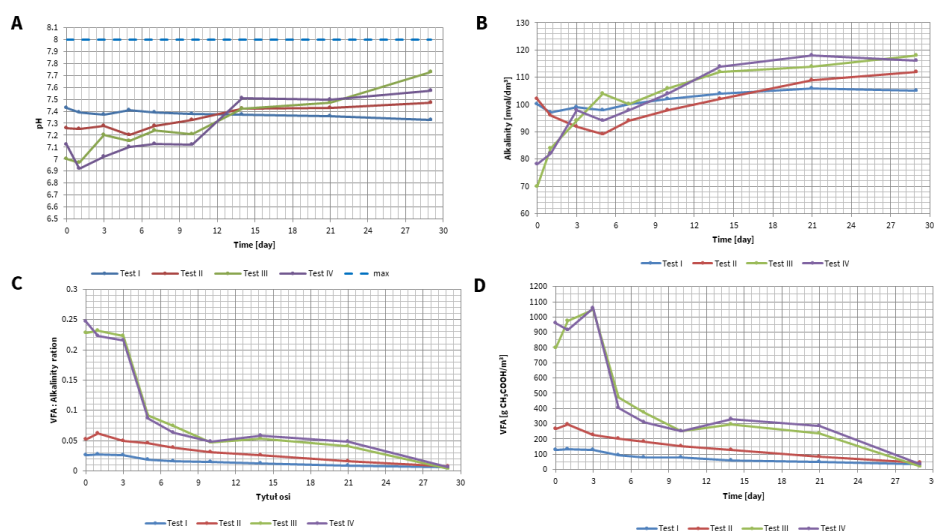 A
8.1
8
7.9
7.8
7.7
7.6
7.5
7.4
7.3
7.2
7.1
7
6.9
6.8
6.7
6.6
6.5
pH
0 3 6 9 12 15 18 21 24 27 30
Time [day]
Test I Test II Test III Test IV max
B
130
120
110
100
90
80
70
60
Alkalinity [mval/dm³]
0 3 6 9 12 15 18 21 24 27 30
Time [day]
Test I Test II Test III Test IV
C
0.3
0.25
0.2
0.15
0.1
0.05
0
VFA : Alkalinity ration
0 3 6 9 12 15 18 21 24 27 30
Tytuł osi
Test I Test II Test III Test IV
D
1200
1100
1000
900
800
700
600
500
400
300
200
100
0
VFA [g CH₃COOH/m³]
0 3 6 9 12 15 18 21 24 27 30
Time [day]
Test I Test II Test III Test IV